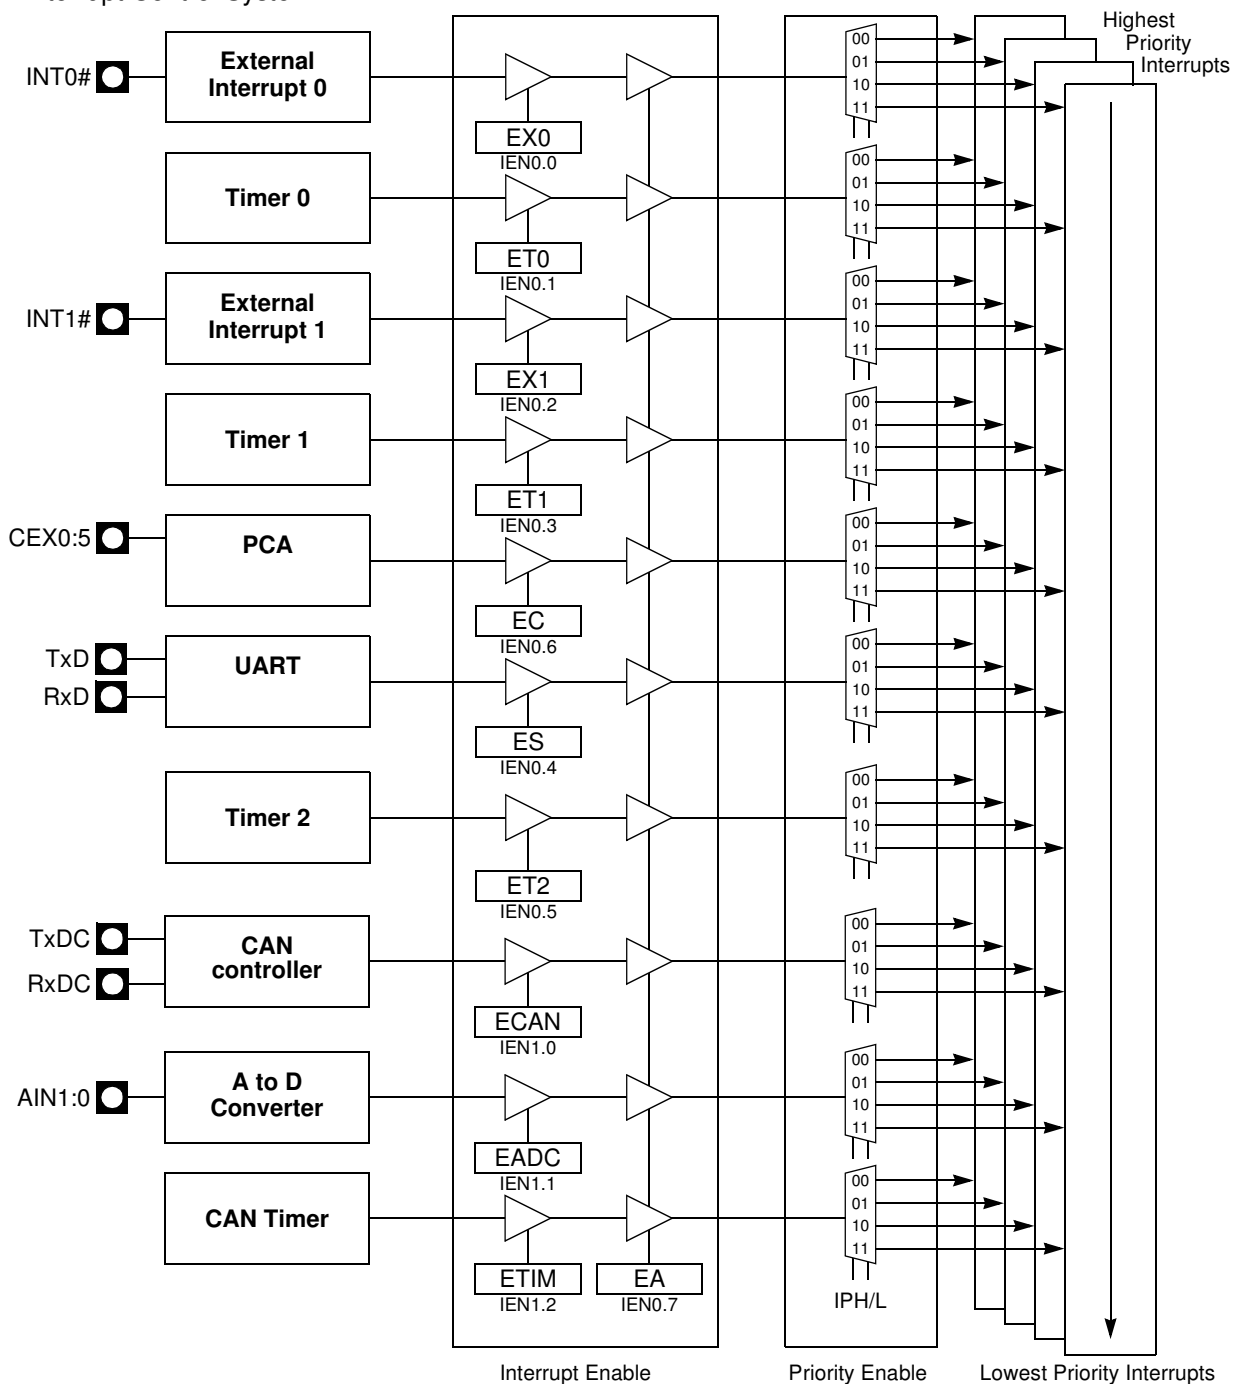 Highest
Priority
Interrupts
INT0#
External
Interrupt 0
EX0
IEN0.0
00
01
10
11
Timer 0
ET0
IEN0.1
00
01
10
11
INT1#
External
Interrupt 1
EX1
IEN0.2
00
01
10
11
Timer 1
ET1
IEN0.3
00
01
10
11
CEX0:5
PCA
EC
IEN0.6
00
01
10
11
TxD
RxD
UART
ES
IEN0.4
00
01
10
11
Timer 2
ET2
IEN0.5
00
01
10
11
TxDC
RxDC
CAN
controller
ECAN
IEN1.0
00
01
10
11
AIN1:0
A to D
Converter
EADC
IEN1.1
00
01
10
11
CAN Timer
ETIM
IEN1.2
EA
IEN0.7
00
01
10
11
IPH/L
Interrupt Enable
Priority Enable
Lowest Priority Interrupts